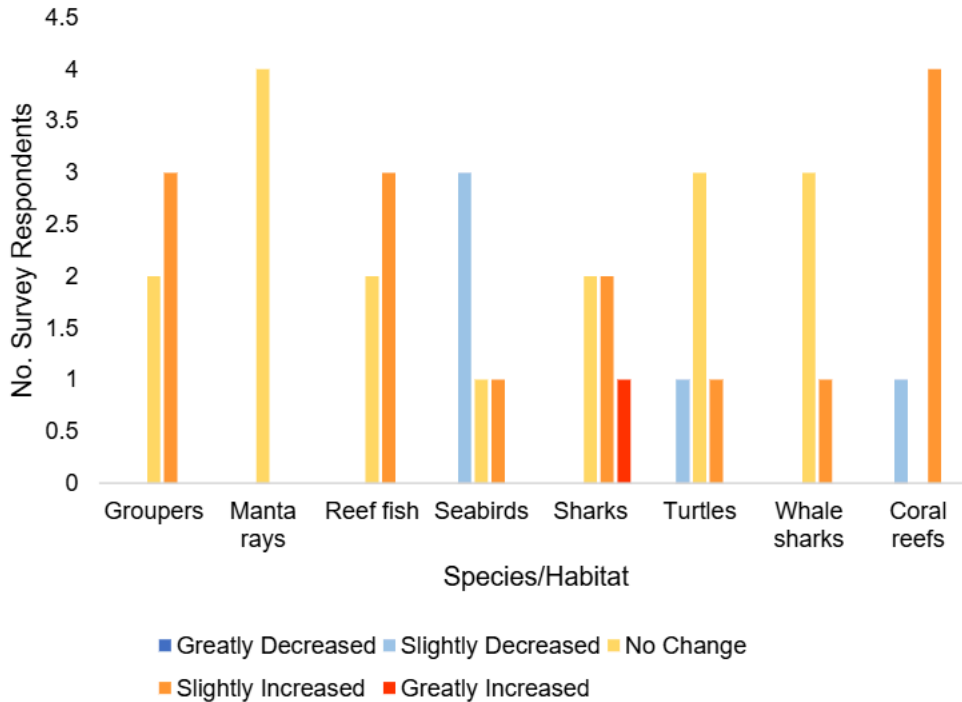 4.5
4
3.5
3
2.5
2
1.5
1
0.5
0
No. Survey Respondents
Groupers Manta rays Reef fish Seabirds Sharks Turtles Whale sharks Coral reefs
Species/Habitat
Greatly Decreased Slightly Decreased No Change
Slightly Increased Greatly Increased